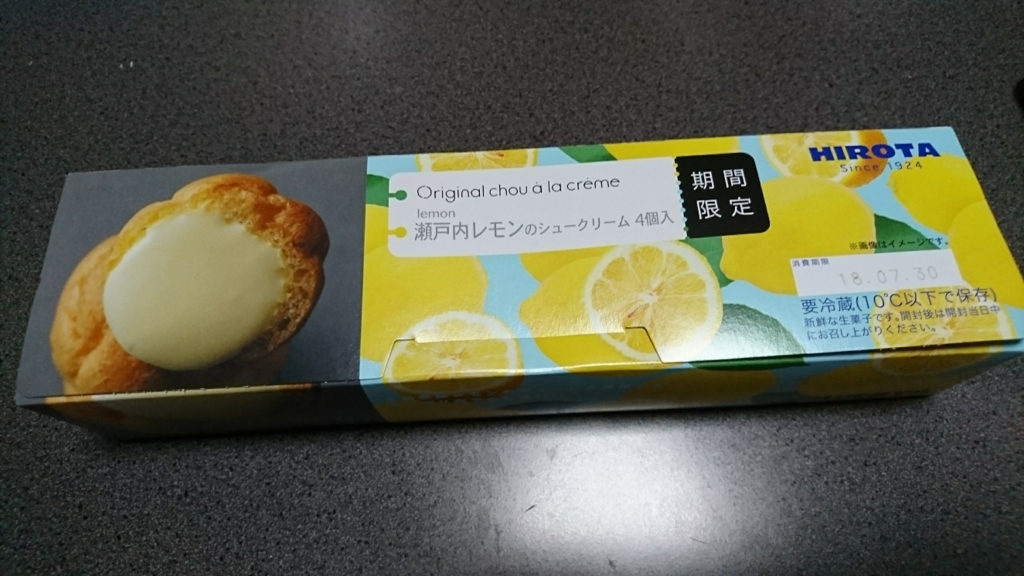 Original chou à la crème
lemon
瀬戸内レモンのシュークリーム 4個入
期間
限定
HIROTA
Since 1924
※画像はイメージです。
消費期限
18.07.30
要冷蔵(10℃以下で保存)
新鮮な生菓子です。開封後は開封当日中
にお召し上がりください。